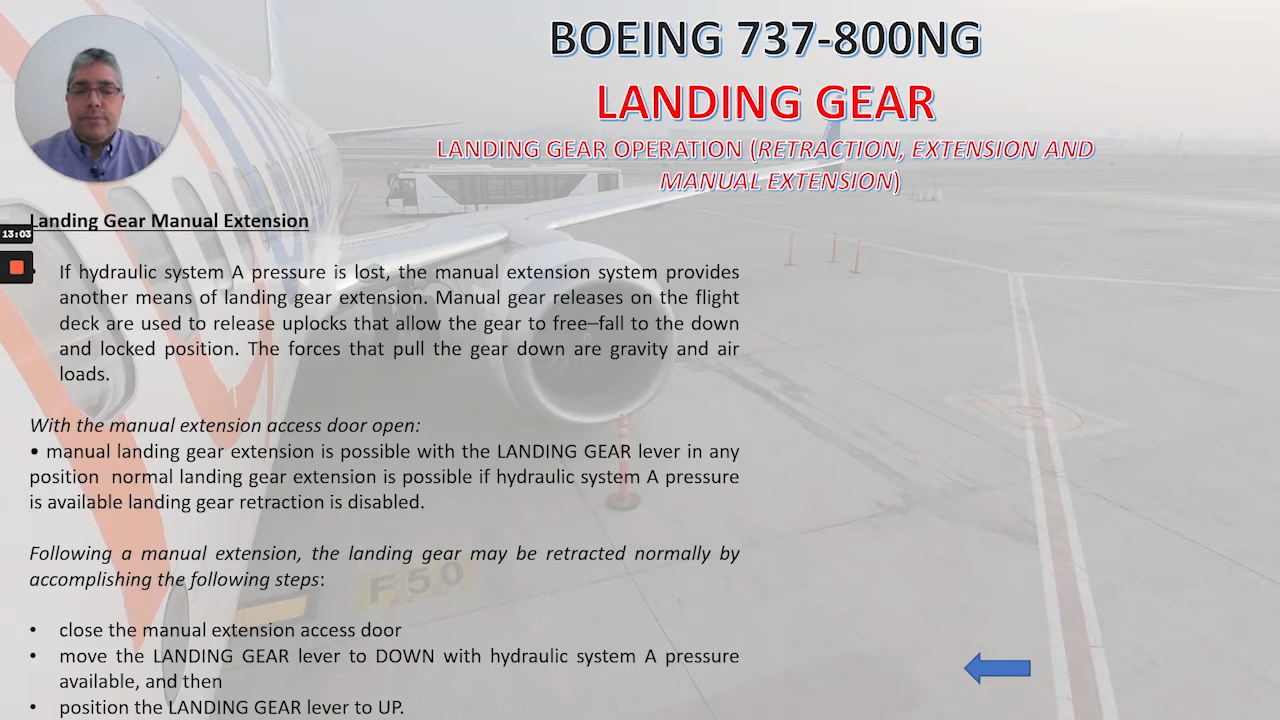 BOEING 737-800NG
LANDING GEAR
LANDING GEAR OPERATION (RETRACTION, EXTENSION AND
MANUAL EXTENSION)
Landing Gear Manual Extension
13:03
• If hydraulic system A pressure is lost, the manual extension system provides
another means of landing gear extension. Manual gear releases on the flight
deck are used to release uplocks that allow the gear to free–fall to the down
and locked position. The forces that pull the gear down are gravity and air
loads.
With the manual extension access door open:
• manual landing gear extension is possible with the LANDING GEAR lever in any
position  normal landing gear extension is possible if hydraulic system A pressure
is available landing gear retraction is disabled.
Following a manual extension, the landing gear may be retracted normally by
accomplishing the following steps:
F50
• close the manual extension access door
• move the LANDING GEAR lever to DOWN with hydraulic system A pressure
available, and then
• position the LANDING GEAR lever to UP.